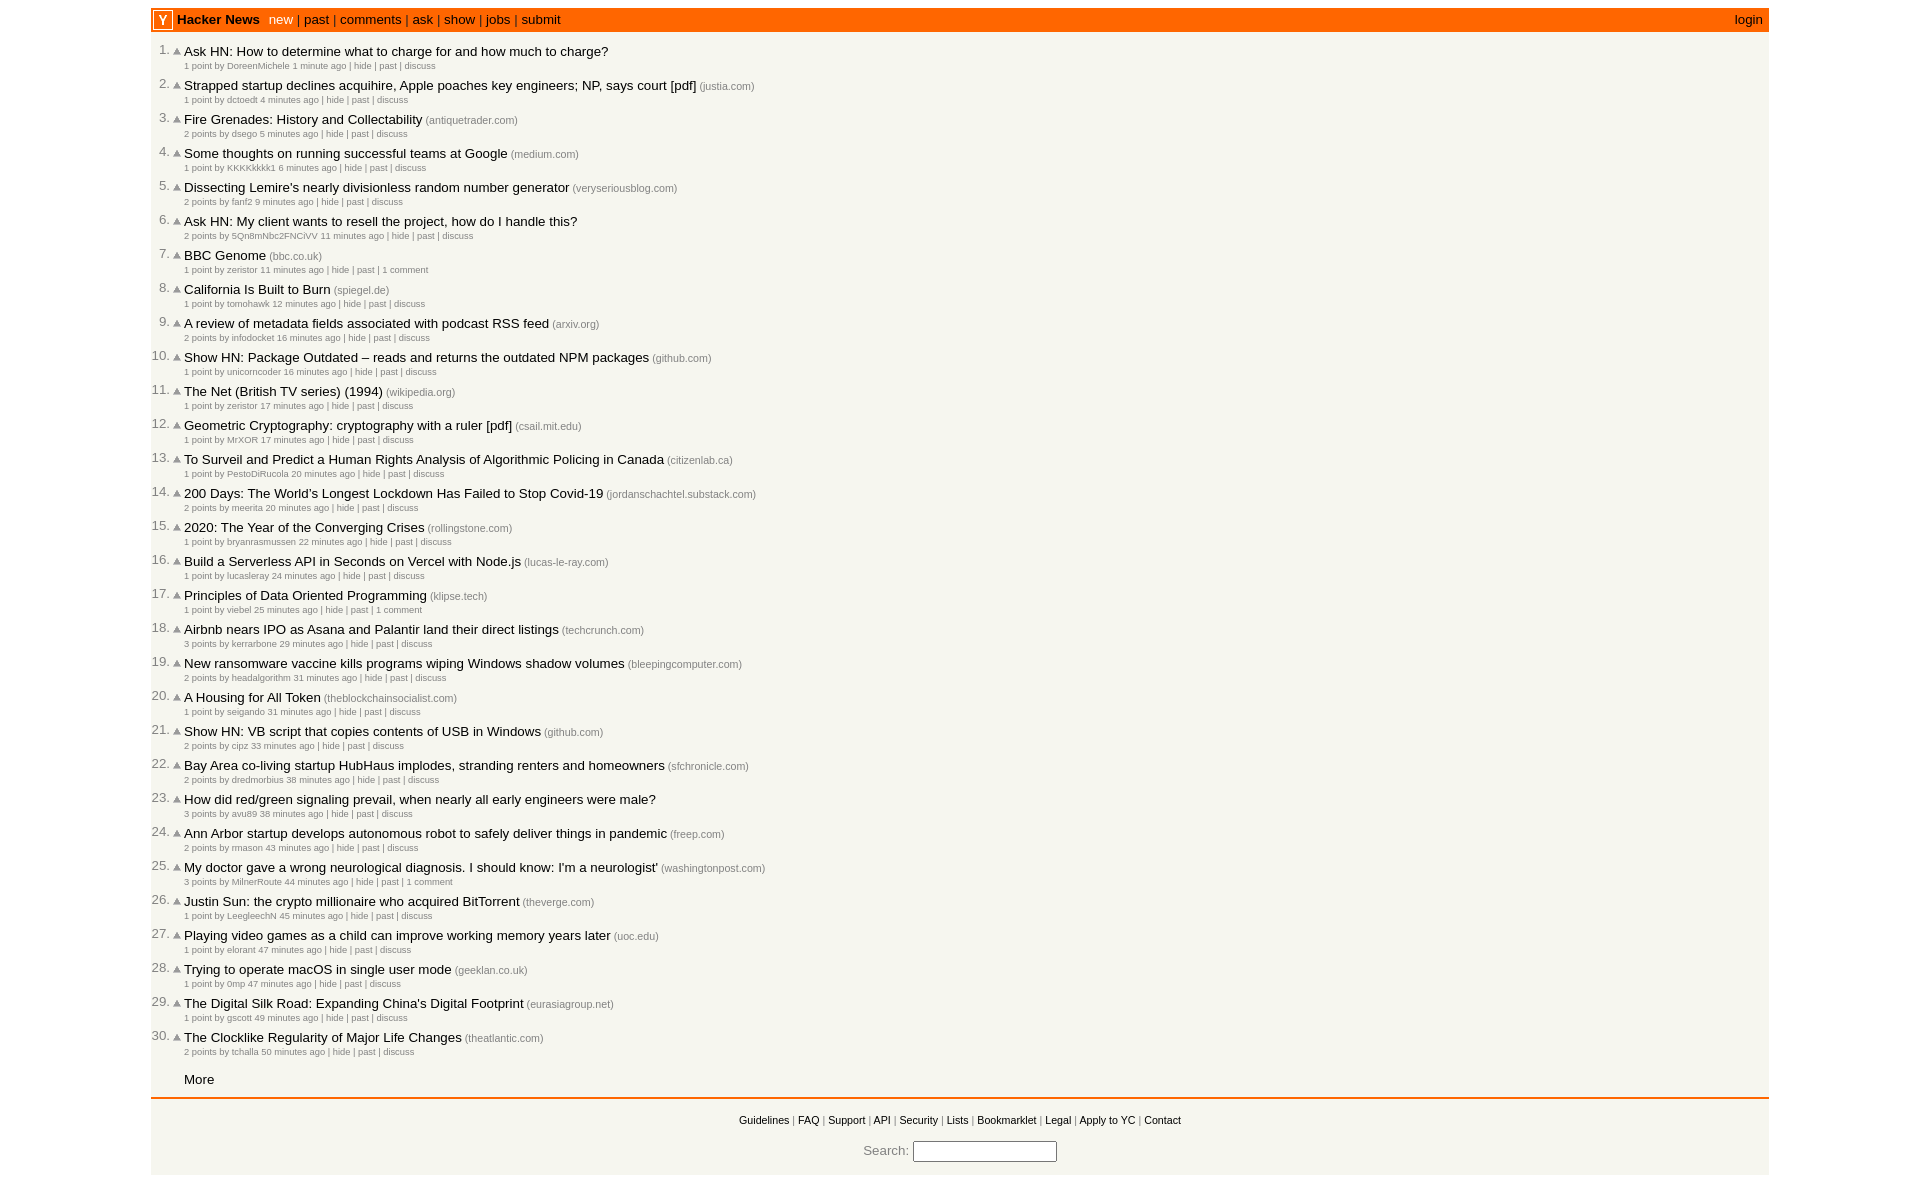 Y Hacker News new | past | comments | ask | show | jobs | submit login
1. Ask HN: How to determine what to charge for and how much to charge?
1 point by DoreenMichele 1 minute ago | hide | past | discuss
2. Strapped startup declines acquihire, Apple poaches key engineers; NP, says court [pdf] (justia.com)
1 point by dctoedt 4 minutes ago | hide | past | discuss
3. Fire Grenades: History and Collectability (antiquetrader.com)
2 points by dsego 5 minutes ago | hide | past | discuss
4. Some thoughts on running successful teams at Google (medium.com)
1 point by KKKKkkkk1 6 minutes ago | hide | past | discuss
5. Dissecting Lemire's nearly divisionless random number generator (veryseriousblog.com)
2 points by fanf2 9 minutes ago | hide | past | discuss
6. Ask HN: My client wants to resell the project, how do I handle this?
2 points by 5Qn8mNbc2FNCiVV 11 minutes ago | hide | past | discuss
7. BBC Genome (bbc.co.uk)
1 point by zeristor 11 minutes ago | hide | past | 1 comment
8. California Is Built to Burn (spiegel.de)
1 point by tomohawk 12 minutes ago | hide | past | discuss
9. A review of metadata fields associated with podcast RSS feed (arxiv.org)
2 points by infodocket 16 minutes ago | hide | past | discuss
10. Show HN: Package Outdated – reads and returns the outdated NPM packages (github.com)
1 point by unicorncoder 16 minutes ago | hide | past | discuss
11. The Net (British TV series) (1994) (wikipedia.org)
1 point by zeristor 17 minutes ago | hide | past | discuss
12. Geometric Cryptography: cryptography with a ruler [pdf] (csail.mit.edu)
1 point by MrXOR 17 minutes ago | hide | past | discuss
13. To Surveil and Predict a Human Rights Analysis of Algorithmic Policing in Canada (citizenlab.ca)
1 point by PestoDiRucola 20 minutes ago | hide | past | discuss
14. 200 Days: The World’s Longest Lockdown Has Failed to Stop Covid-19 (jordanschachtel.substack.com)
2 points by meerita 20 minutes ago | hide | past | discuss
15. 2020: The Year of the Converging Crises (rollingstone.com)
1 point by bryanrasmussen 22 minutes ago | hide | past | discuss
16. Build a Serverless API in Seconds on Vercel with Node.js (lucas-le-ray.com)
1 point by lucasleray 24 minutes ago | hide | past | discuss
17. Principles of Data Oriented Programming (klipse.tech)
1 point by viebel 25 minutes ago | hide | past | 1 comment
18. Airbnb nears IPO as Asana and Palantir land their direct listings (techcrunch.com)
3 points by kerrarbone 29 minutes ago | hide | past | discuss
19. New ransomware vaccine kills programs wiping Windows shadow volumes (bleepingcomputer.com)
2 points by headalgorithm 31 minutes ago | hide | past | discuss
20. A Housing for All Token (theblockchainsocialist.com)
1 point by seigando 31 minutes ago | hide | past | discuss
21. Show HN: VB script that copies contents of USB in Windows (github.com)
2 points by cipz 33 minutes ago | hide | past | discuss
22. Bay Area co-living startup HubHaus implodes, stranding renters and homeowners (sfchronicle.com)
2 points by dredmorbius 38 minutes ago | hide | past | discuss
23. How did red/green signaling prevail, when nearly all early engineers were male?
3 points by avu89 38 minutes ago | hide | past | discuss
24. Ann Arbor startup develops autonomous robot to safely deliver things in pandemic (freep.com)
2 points by rmason 43 minutes ago | hide | past | discuss
25. My doctor gave a wrong neurological diagnosis. I should know: I'm a neurologist' (washingtonpost.com)
3 points by MilnerRoute 44 minutes ago | hide | past | 1 comment
26. Justin Sun: the crypto millionaire who acquired BitTorrent (theverge.com)
1 point by LeegleechN 45 minutes ago | hide | past | discuss
27. Playing video games as a child can improve working memory years later (uoc.edu)
1 point by elorant 47 minutes ago | hide | past | discuss
28. Trying to operate macOS in single user mode (geeklan.co.uk)
1 point by 0mp 47 minutes ago | hide | past | discuss
29. The Digital Silk Road: Expanding China's Digital Footprint (eurasiagroup.net)
1 point by gscott 49 minutes ago | hide | past | discuss
30. The Clocklike Regularity of Major Life Changes (theatlantic.com)
2 points by tchalla 50 minutes ago | hide | past | discuss
More
Guidelines | FAQ | Support | API | Security | Lists | Bookmarklet | Legal | Apply to YC | Contact
Search: